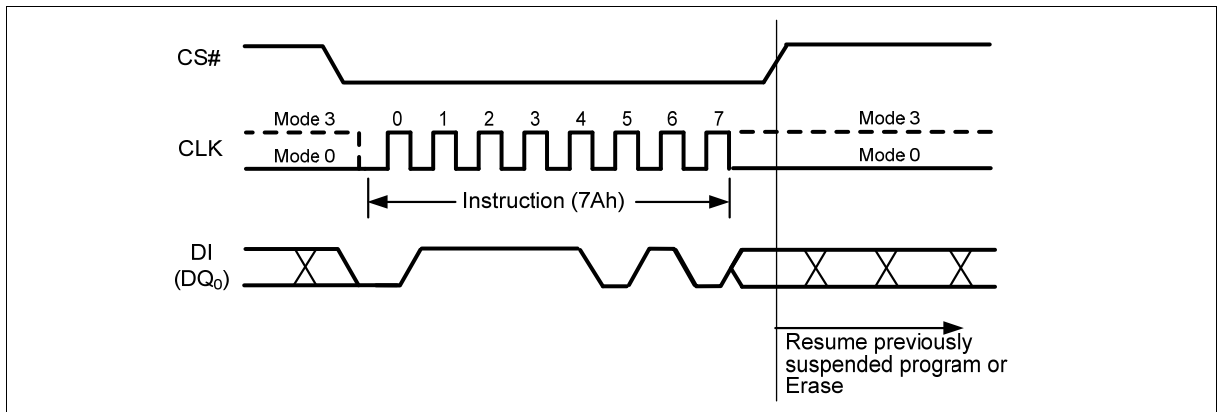 CS#
Mode 3 0 1 2 3 4 5 6 7 Mode 3
CLK
Mode 0 Mode 0
Instruction (7Ah)
DI
(DQ₀)
Resume previously
suspended program or
Erase